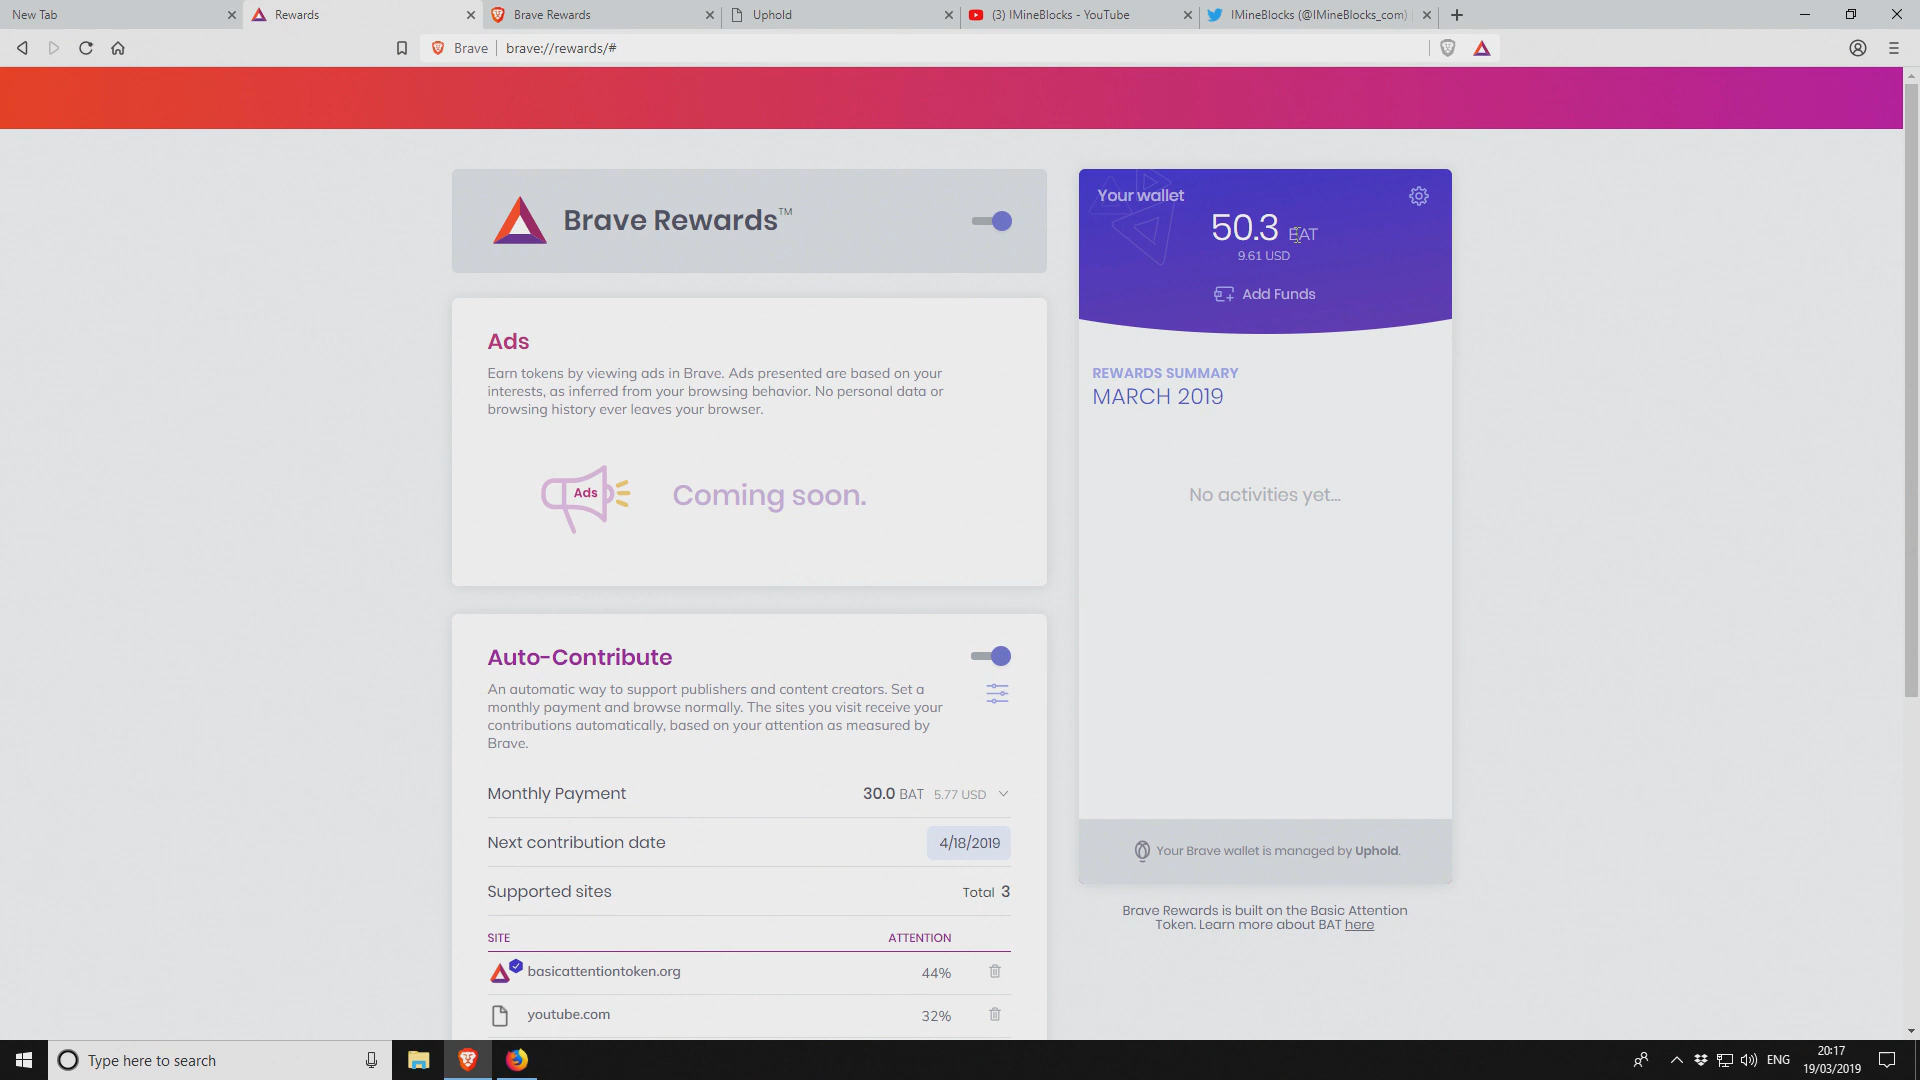 New Tab
Rewards
Brave Rewards
Uphold
(3) IMineBlocks - YouTube
IMineBlocks (@IMineBlocks_com)
Brave
brave://rewards/#
Brave Rewards™
Your wallet
50.3 BAT
9.61 USD
Add Funds
Ads
Earn tokens by viewing ads in Brave. Ads presented are based on your
interests, as inferred from your browsing behavior. No personal data or
browsing history ever leaves your browser.
Ads
Coming soon.
REWARDS SUMMARY
MARCH 2019
No activities yet...
Auto-Contribute
An automatic way to support publishers and content creators. Set a
monthly payment and browse normally. The sites you visit receive your
contributions automatically, based on your attention as measured by
Brave.
Monthly Payment 30.0 BAT 5.77 USD
Next contribution date 4/18/2019
Supported sites Total 3
SITE ATTENTION
basicattentiontoken.org 44%
youtube.com 32%
Your Brave wallet is managed by Uphold.
Brave Rewards is built on the Basic Attention
Token. Learn more about BAT here
Type here to search
ENG
20:17
19/03/2019